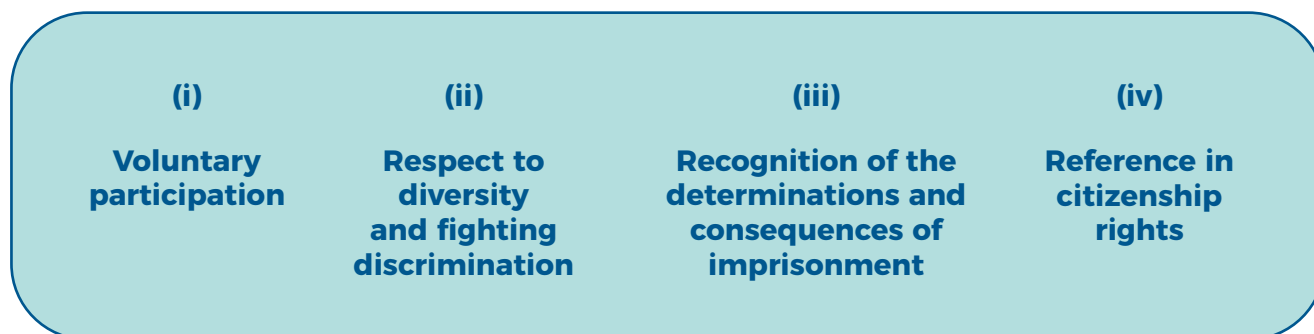 (i)
Voluntary
participation
(ii)
Respect to
diversity
and fighting
discrimination
(iii)
Recognition of the
determinations and
consequences of
imprisonment
(iv)
Reference in
citizenship
rights